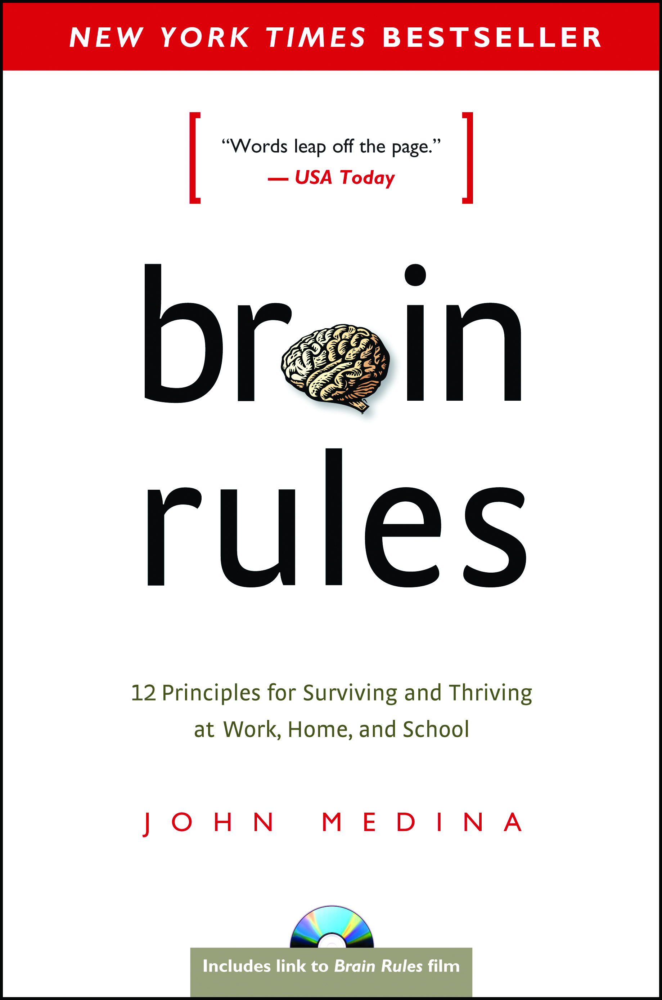 NEW YORK TIMES BESTSELLER
“Words leap off the page.”
— USA Today
br in
rules
12 Principles for Surviving and Thriving
at Work, Home, and School
JOHN MEDINA
Includes link to Brain Rules film